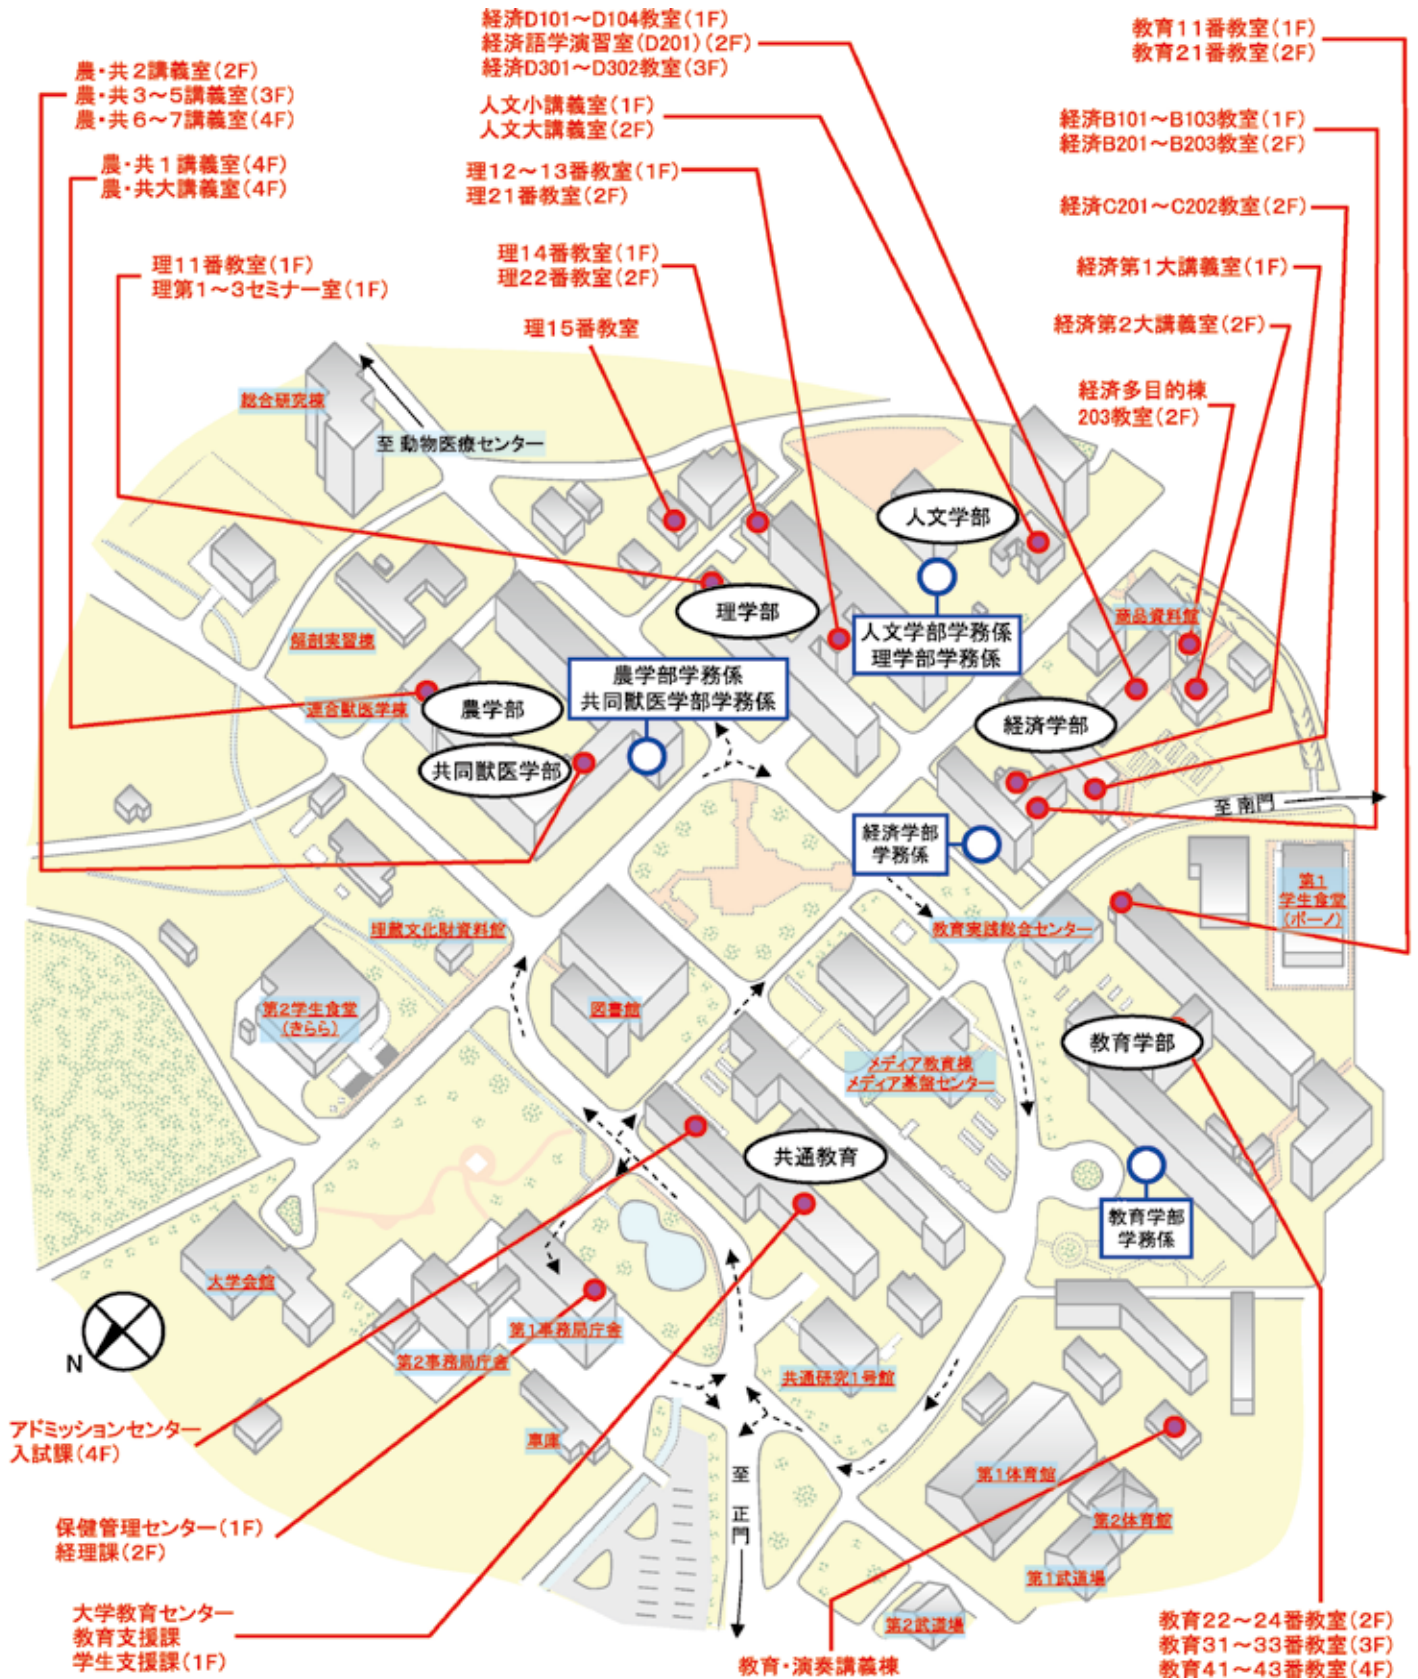 経済D101～D104教室(1F)
経済語学演習室(D201)(2F)
経済D301～D302教室(3F)
教育11番教室(1F)
教育21番教室(2F)
農・共2講義室(2F)
農・共3～5講義室(3F)
農・共6～7講義室(4F)
人文小講義室(1F)
人文大講義室(2F)
経済B101～B103教室(1F)
経済B201～B203教室(2F)
農・共1講義室(4F)
農・共大講義室(4F)
理12～13番教室(1F)
理21番教室(2F)
経済C201～C202教室(2F)
理11番教室(1F)
理第1～3セミナー室(1F)
理14番教室(1F)
理22番教室(2F)
経済第1大講義室(1F)
理15番教室
経済第2大講義室(2F)
経済多目的棟
203教室(2F)
総合研究棟
至 動物医療センター
人文学部
理学部
商品資料館
解剖実習棟
人文学部学務係
理学部学務係
農学部学務係
共同獣医学部学務係
連合獣医学棟
農学部
経済学部
共同獣医学部
至 南門
経済学部
学務係
第1
学生食堂
(ボーノ)
埋蔵文化財資料館
教育実践総合センター
第2学生食堂
(きらら)
図書館
教育学部
メディア教育棟
メディア基盤センター
共通教育
教育学部
学務係
大学会館
第1事務局庁舎
第2事務局庁舎
N
共通研究1号館
アドミッションセンター
入試課(4F)
車庫
至 正門
第1体育館
第2体育館
保健管理センター(1F)
経理課(2F)
第1武道場
大学教育センター
教育支援課
学生支援課(1F)
第2武道場
教育・演奏講義棟
教育22～24番教室(2F)
教育31～33番教室(3F)
教育41～43番教室(4F)